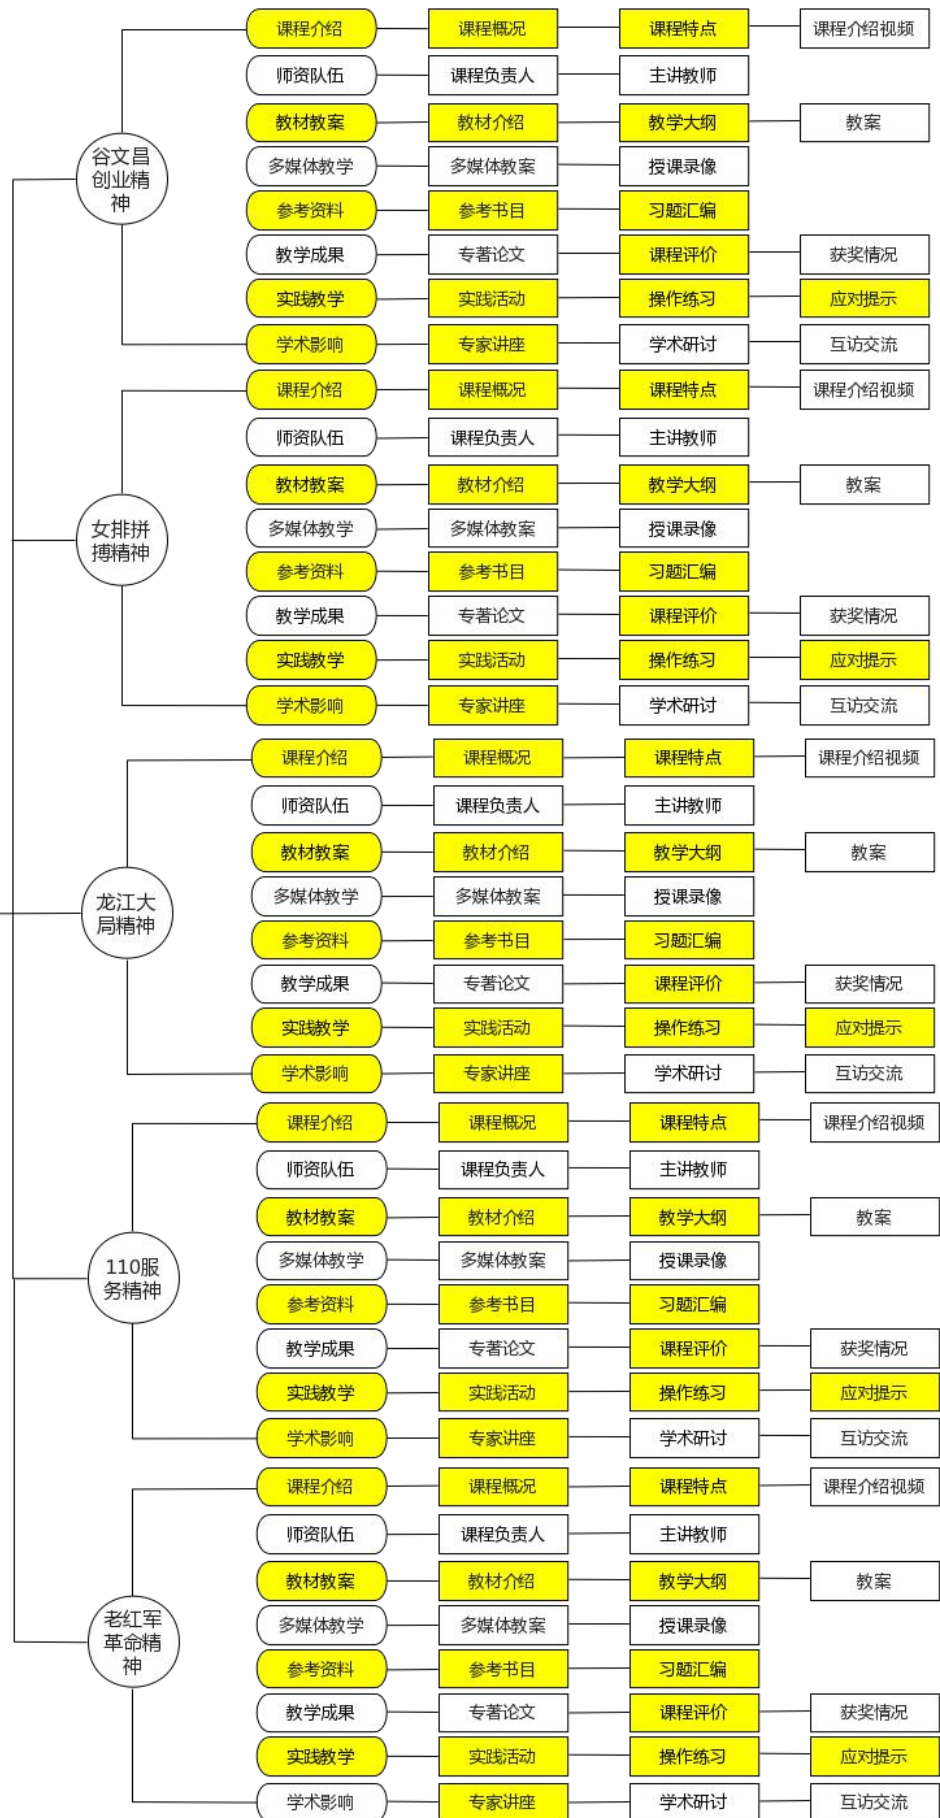 谷文昌
创业精
神
课程介绍 课程概况 课程特点 课程介绍视频
师资队伍 课程负责人 主讲教师
教材教案 教材介绍 教学大纲 教案
多媒体教学 多媒体教案 授课录像
参考资料 参考书目 习题汇编
教学成果 专著论文 课程评价 获奖情况
实践教学 实践活动 操作练习 应对提示
学术影响 专家讲座 学术研讨 互访交流
女排拼
搏精神
课程介绍 课程概况 课程特点 课程介绍视频
师资队伍 课程负责人 主讲教师
教材教案 教材介绍 教学大纲 教案
多媒体教学 多媒体教案 授课录像
参考资料 参考书目 习题汇编
教学成果 专著论文 课程评价 获奖情况
实践教学 实践活动 操作练习 应对提示
学术影响 专家讲座 学术研讨 互访交流
龙江大
局精神
课程介绍 课程概况 课程特点 课程介绍视频
师资队伍 课程负责人 主讲教师
教材教案 教材介绍 教学大纲 教案
多媒体教学 多媒体教案 授课录像
参考资料 参考书目 习题汇编
教学成果 专著论文 课程评价 获奖情况
实践教学 实践活动 操作练习 应对提示
学术影响 专家讲座 学术研讨 互访交流
110服
务精神
课程介绍 课程概况 课程特点 课程介绍视频
师资队伍 课程负责人 主讲教师
教材教案 教材介绍 教学大纲 教案
多媒体教学 多媒体教案 授课录像
参考资料 参考书目 习题汇编
教学成果 专著论文 课程评价 获奖情况
实践教学 实践活动 操作练习 应对提示
学术影响 专家讲座 学术研讨 互访交流
老红军
革命精
神
课程介绍 课程概况 课程特点 课程介绍视频
师资队伍 课程负责人 主讲教师
教材教案 教材介绍 教学大纲 教案
多媒体教学 多媒体教案 授课录像
参考资料 参考书目 习题汇编
教学成果 专著论文 课程评价 获奖情况
实践教学 实践活动 操作练习 应对提示
学术影响 专家讲座 学术研讨 互访交流